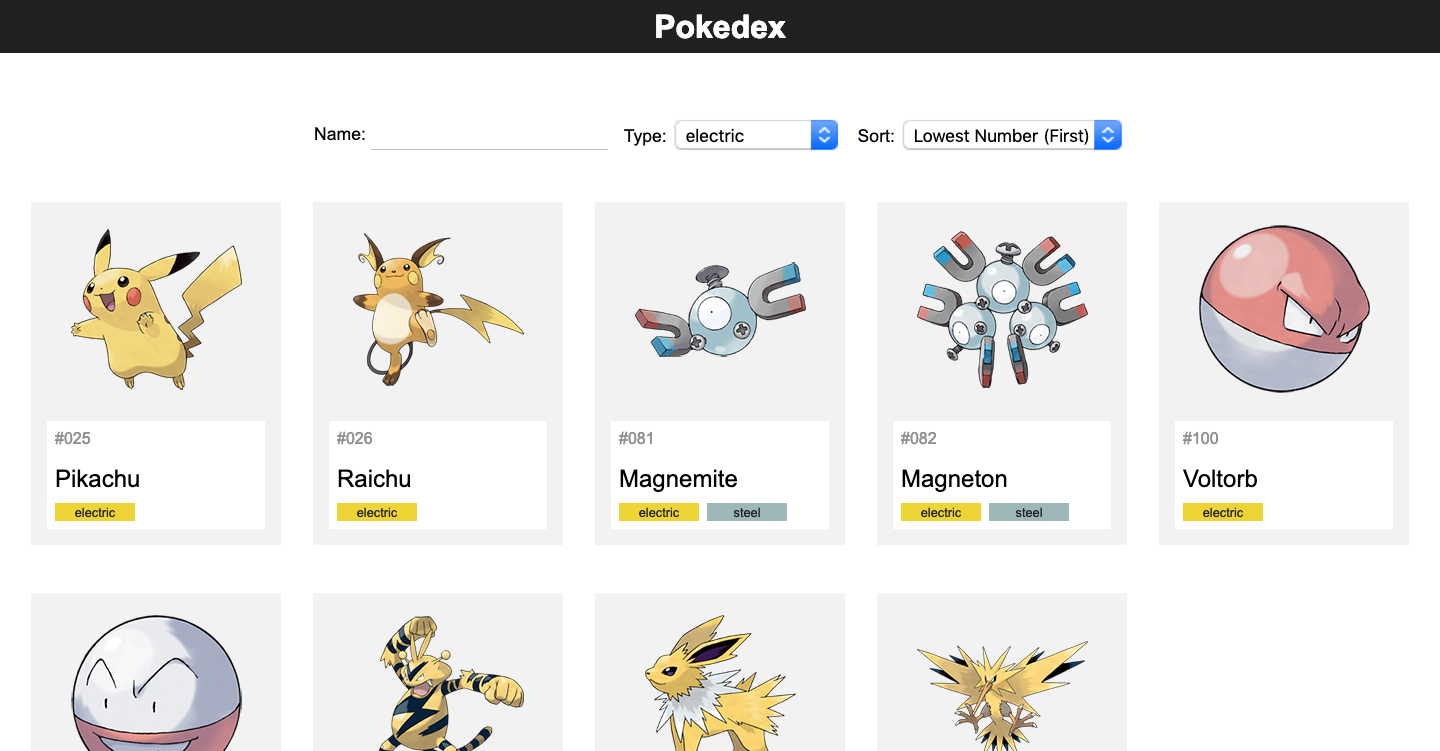 Pokedex
Name: Type: electric Sort: Lowest Number (First)
#025 #026 #081 #082 #100
Pikachu Raichu Magnemite Magneton Voltorb
electric electric electric steel electric steel electric